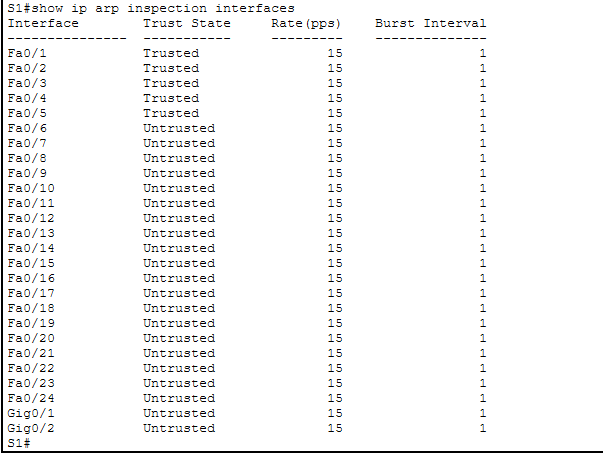 S1#show ip arp inspection interfaces
Interface        Trust State     Rate(pps)    Burst Interval
---------------  -----------     ---------    --------------
Fa0/1            Trusted                15                 1
Fa0/2            Trusted                15                 1
Fa0/3            Trusted                15                 1
Fa0/4            Trusted                15                 1
Fa0/5            Trusted                15                 1
Fa0/6            Untrusted              15                 1
Fa0/7            Untrusted              15                 1
Fa0/8            Untrusted              15                 1
Fa0/9            Untrusted              15                 1
Fa0/10           Untrusted              15                 1
Fa0/11           Untrusted              15                 1
Fa0/12           Untrusted              15                 1
Fa0/13           Untrusted              15                 1
Fa0/14           Untrusted              15                 1
Fa0/15           Untrusted              15                 1
Fa0/16           Untrusted              15                 1
Fa0/17           Untrusted              15                 1
Fa0/18           Untrusted              15                 1
Fa0/19           Untrusted              15                 1
Fa0/20           Untrusted              15                 1
Fa0/21           Untrusted              15                 1
Fa0/22           Untrusted              15                 1
Fa0/23           Untrusted              15                 1
Fa0/24           Untrusted              15                 1
Gig0/1           Untrusted              15                 1
Gig0/2           Untrusted              15                 1
S1#